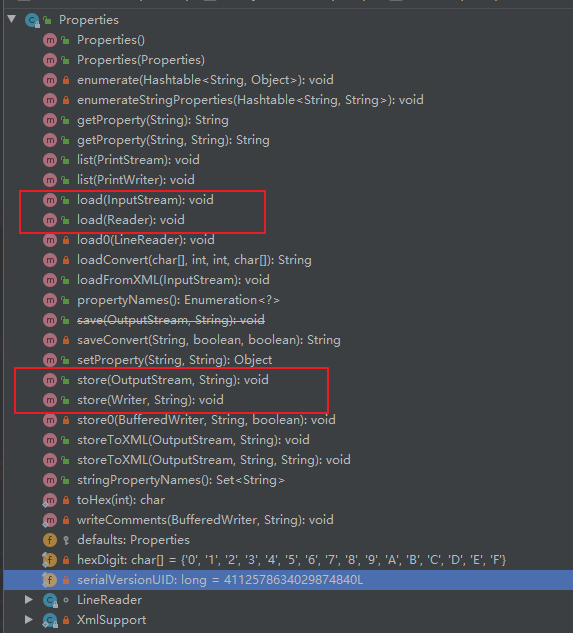 Properties
Properties()
Properties(Properties)
enumerate(Hashtable<String, Object>): void
enumerateStringProperties(Hashtable<String, String>): void
getProperty(String): String
getProperty(String, String): String
list(PrintStream): void
list(PrintWriter): void
load(InputStream): void
load(Reader): void
load0(LineReader): void
loadConvert(char[], int, int, char[]): String
loadFromXML(InputStream): void
propertyNames(): Enumeration<?>
save(OutputStream, String): void
saveConvert(String, boolean, boolean): String
setProperty(String, String): Object
store(OutputStream, String): void
store(Writer, String): void
store0(BufferedWriter, String, boolean): void
storeToXML(OutputStream, String): void
storeToXML(OutputStream, String, String): void
stringPropertyNames(): Set<String>
toHex(int): char
writeComments(BufferedWriter, String): void
defaults: Properties
hexDigit: char[] = {'0', '1', '2', '3', '4', '5', '6', '7', '8', '9', 'A', 'B', 'C', 'D', 'E', 'F'}
serialVersionUID: long = 4112578634029874840L
LineReader
XmlSupport